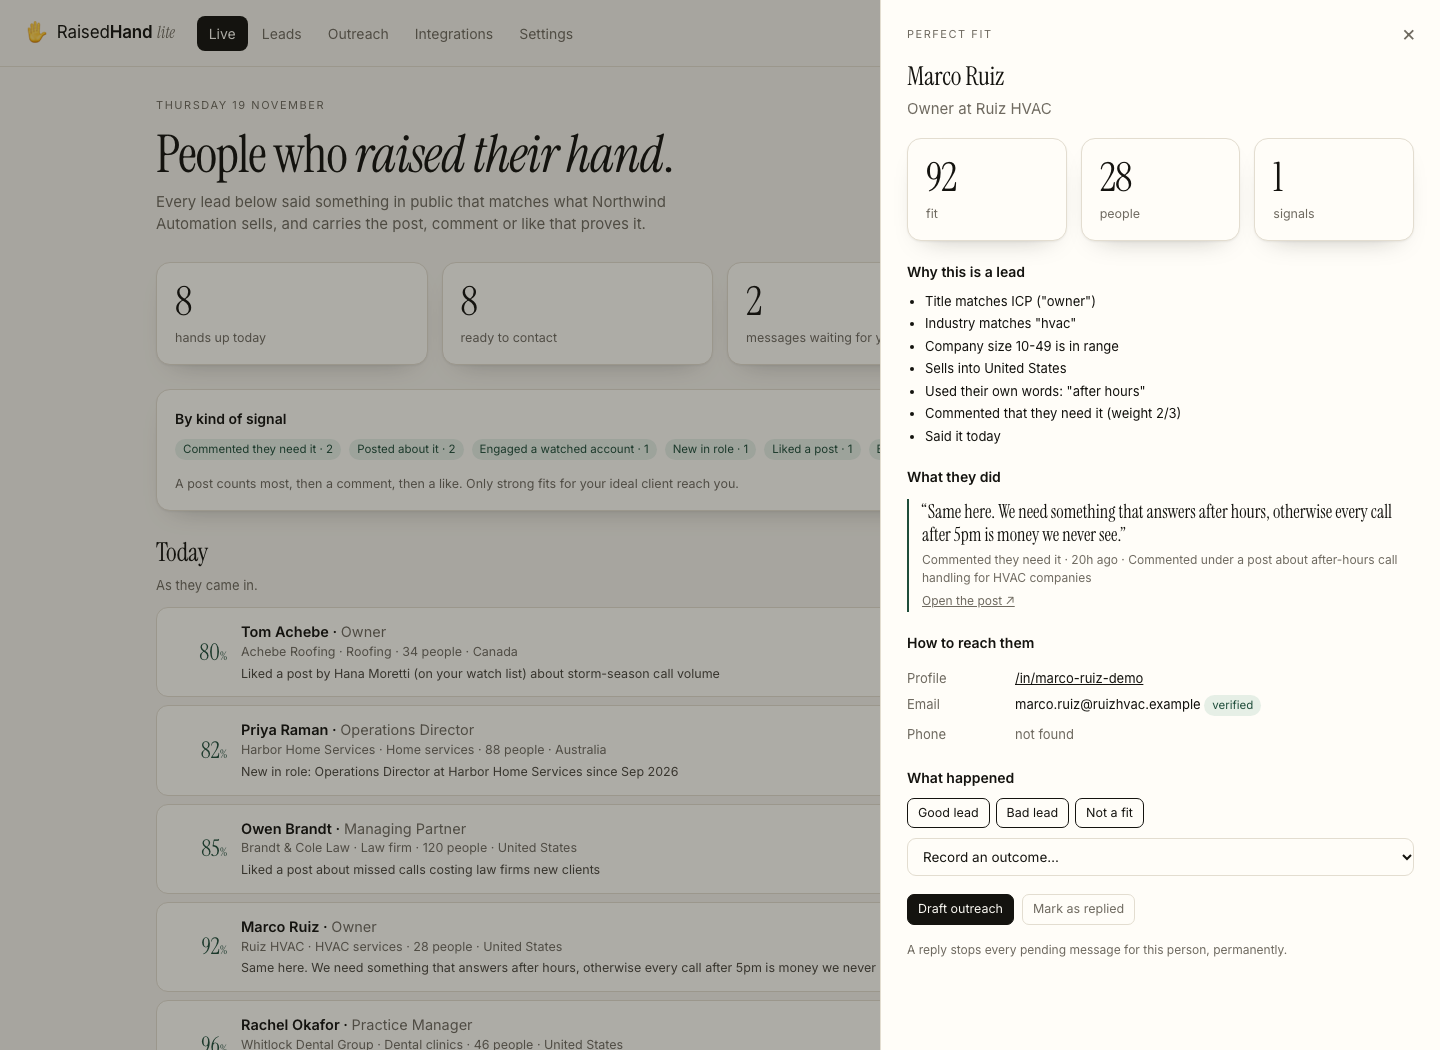 RaisedHand lite
Live
Leads
Outreach
Integrations
Settings
THURSDAY 19 NOVEMBER
People who raised their hand.
Every lead below said something in public that matches what Northwind
Automation sells, and carries the post, comment or like that proves it.
8
hands up today
8
ready to contact
2
messages waiting for y
By kind of signal
Commented they need it · 2
Posted about it · 2
Engaged a watched account · 1
New in role · 1
Liked a post · 1
A post counts most, then a comment, then a like. Only strong fits for your ideal client reach you.
Today
As they came in.
80%
Tom Achebe · Owner
Achebe Roofing · Roofing · 34 people · Canada
Liked a post by Hana Moretti (on your watch list) about storm-season call volume
82%
Priya Raman · Operations Director
Harbor Home Services · Home services · 88 people · Australia
New in role: Operations Director at Harbor Home Services since Sep 2026
85%
Owen Brandt · Managing Partner
Brandt & Cole Law · Law firm · 120 people · United States
Liked a post about missed calls costing law firms new clients
92%
Marco Ruiz · Owner
Ruiz HVAC · HVAC services · 28 people · United States
Same here. We need something that answers after hours, otherwise every call after 5pm is money we never
96%
Rachel Okafor · Practice Manager
Whitlock Dental Group · Dental clinics · 46 people · United States
PERFECT FIT
×
Marco Ruiz
Owner at Ruiz HVAC
92
fit
28
people
1
signals
Why this is a lead
• Title matches ICP ("owner")
• Industry matches "hvac"
• Company size 10-49 is in range
• Sells into United States
• Used their own words: "after hours"
• Commented that they need it (weight 2/3)
• Said it today
What they did
“Same here. We need something that answers after hours, otherwise every call
after 5pm is money we never see.”
Commented they need it · 20h ago · Commented under a post about after-hours call
handling for HVAC companies
Open the post ↗
How to reach them
Profile /in/marco-ruiz-demo
Email marco.ruiz@ruizhvac.example verified
Phone not found
What happened
Good lead
Bad lead
Not a fit
Record an outcome...
Draft outreach
Mark as replied
A reply stops every pending message for this person, permanently.